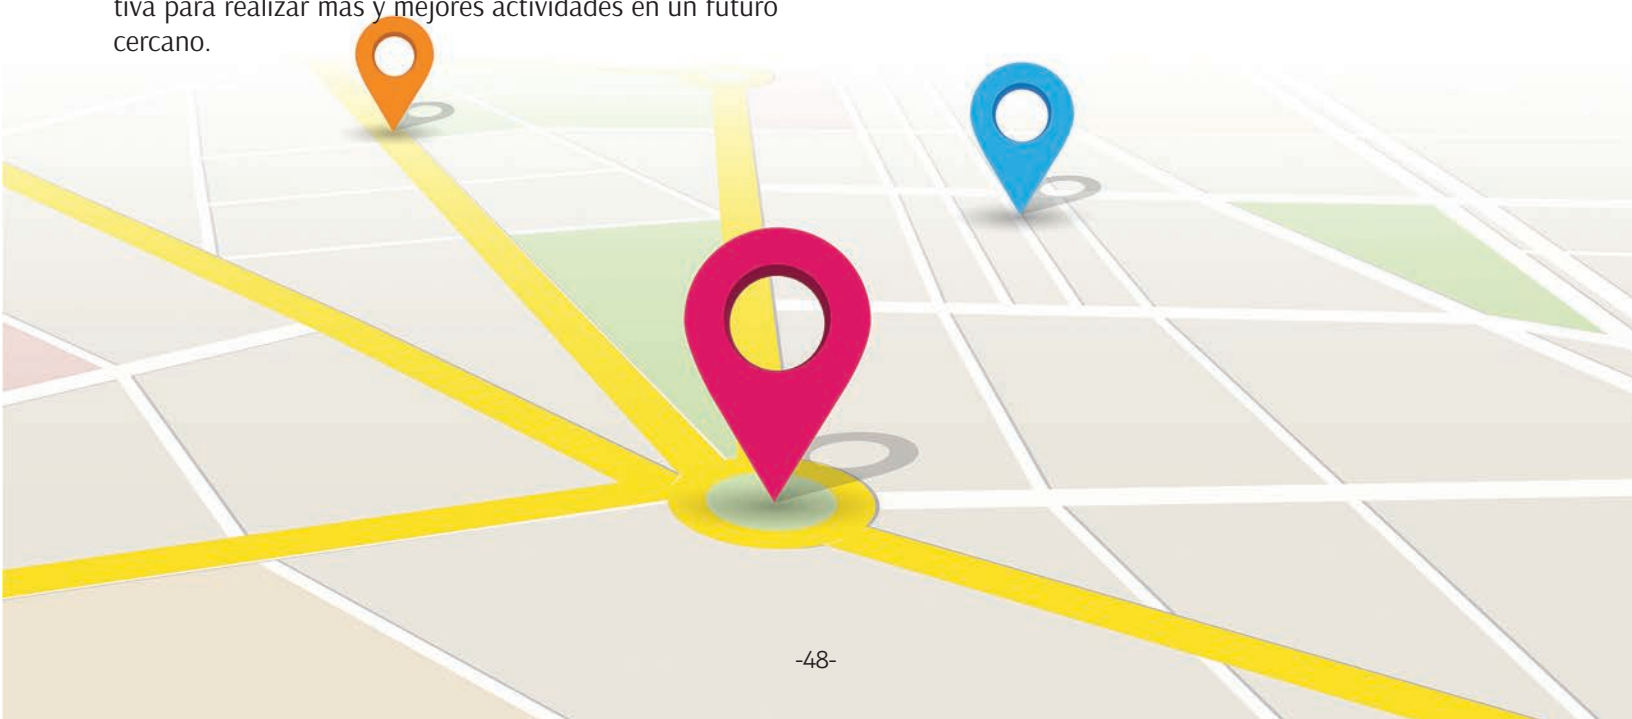 tiva para realizar más y mejores actividades en un futuro
cercano.
-48-